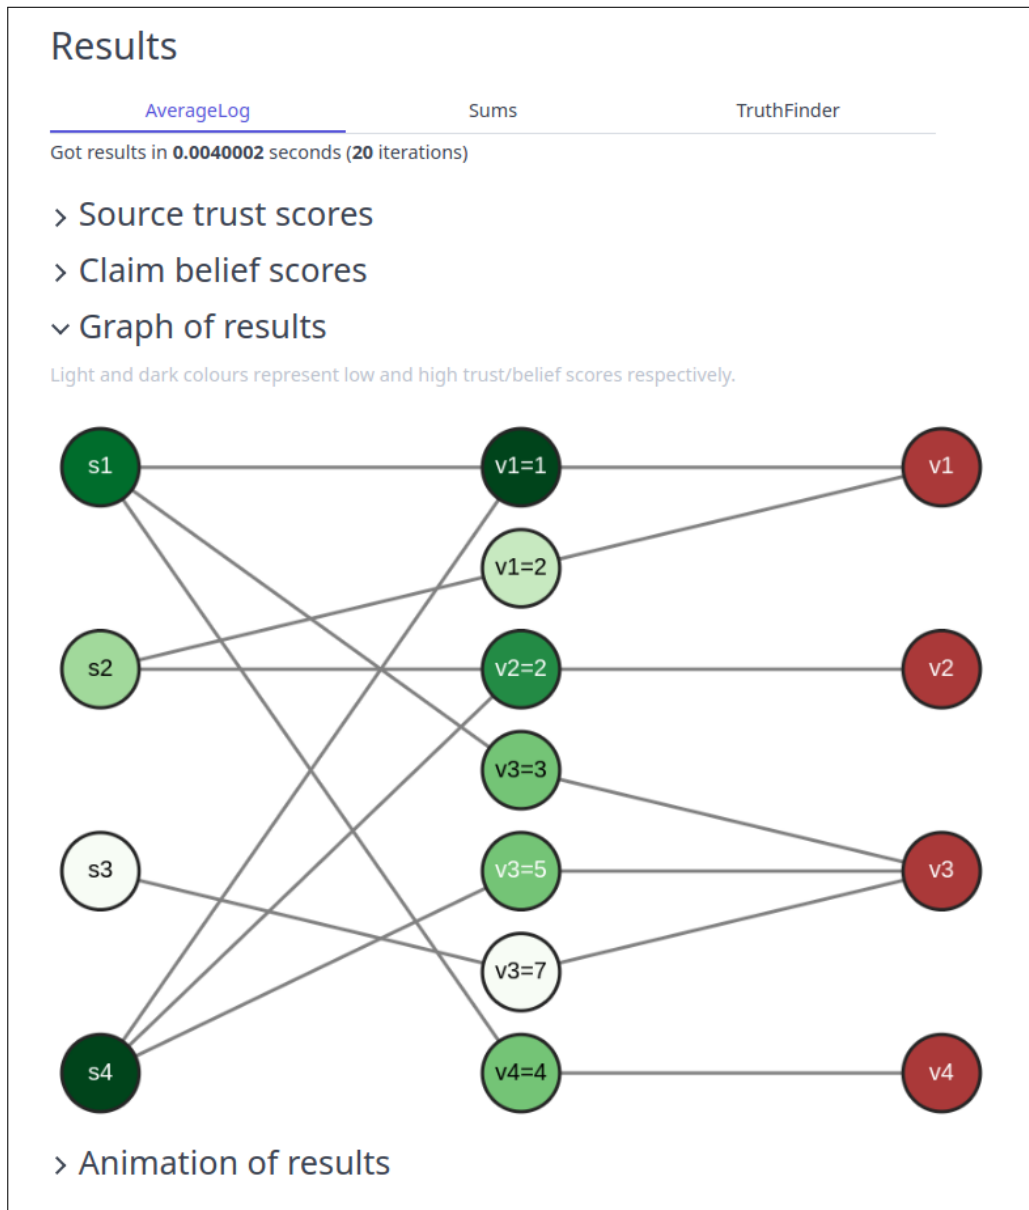 Results
AverageLog Sums TruthFinder
Got results in 0.0040002 seconds (20 iterations)
Source trust scores
Claim belief scores
Graph of results
Light and dark colours represent low and high trust/belief scores respectively.
s1 v1=1 v1
v1=2
s2 v2=2 v2
v3=3
s3 v3=5 v3
v3=7
s4 v4=4 v4
Animation of results